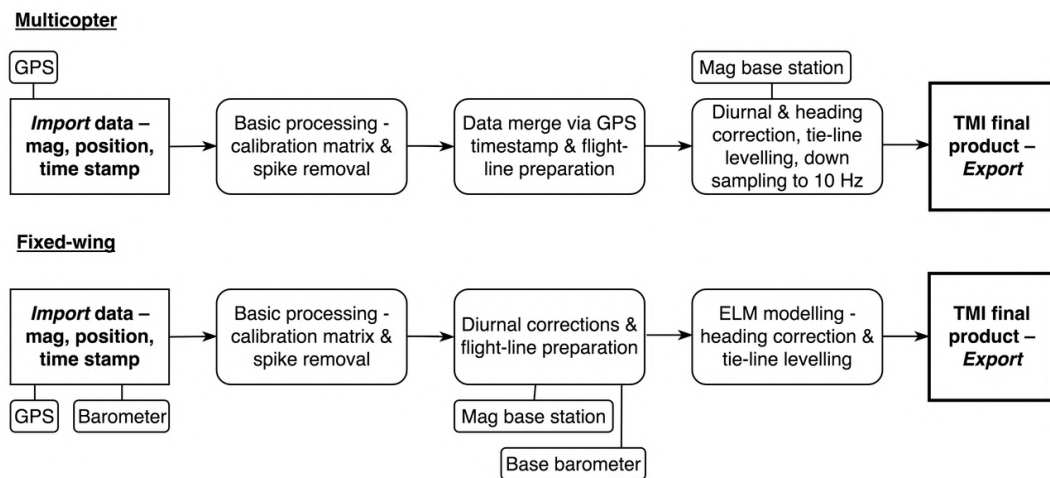 Multicopter
GPS
Mag base station
Import data –
mag, position,
time stamp
Basic processing -
calibration matrix &
spike removal
Data merge via GPS
timestamp & flight-
line preparation
Diurnal & heading
correction, tie-line
levelling, down
sampling to 10 Hz
TMI final
product –
Export
Fixed-wing
Import data –
mag, position,
time stamp
Basic processing -
calibration matrix &
spike removal
Diurnal corrections &
flight-line preparation
ELM modelling -
heading correction &
tie-line levelling
TMI final
product –
Export
GPS
Barometer
Mag base station
Base barometer